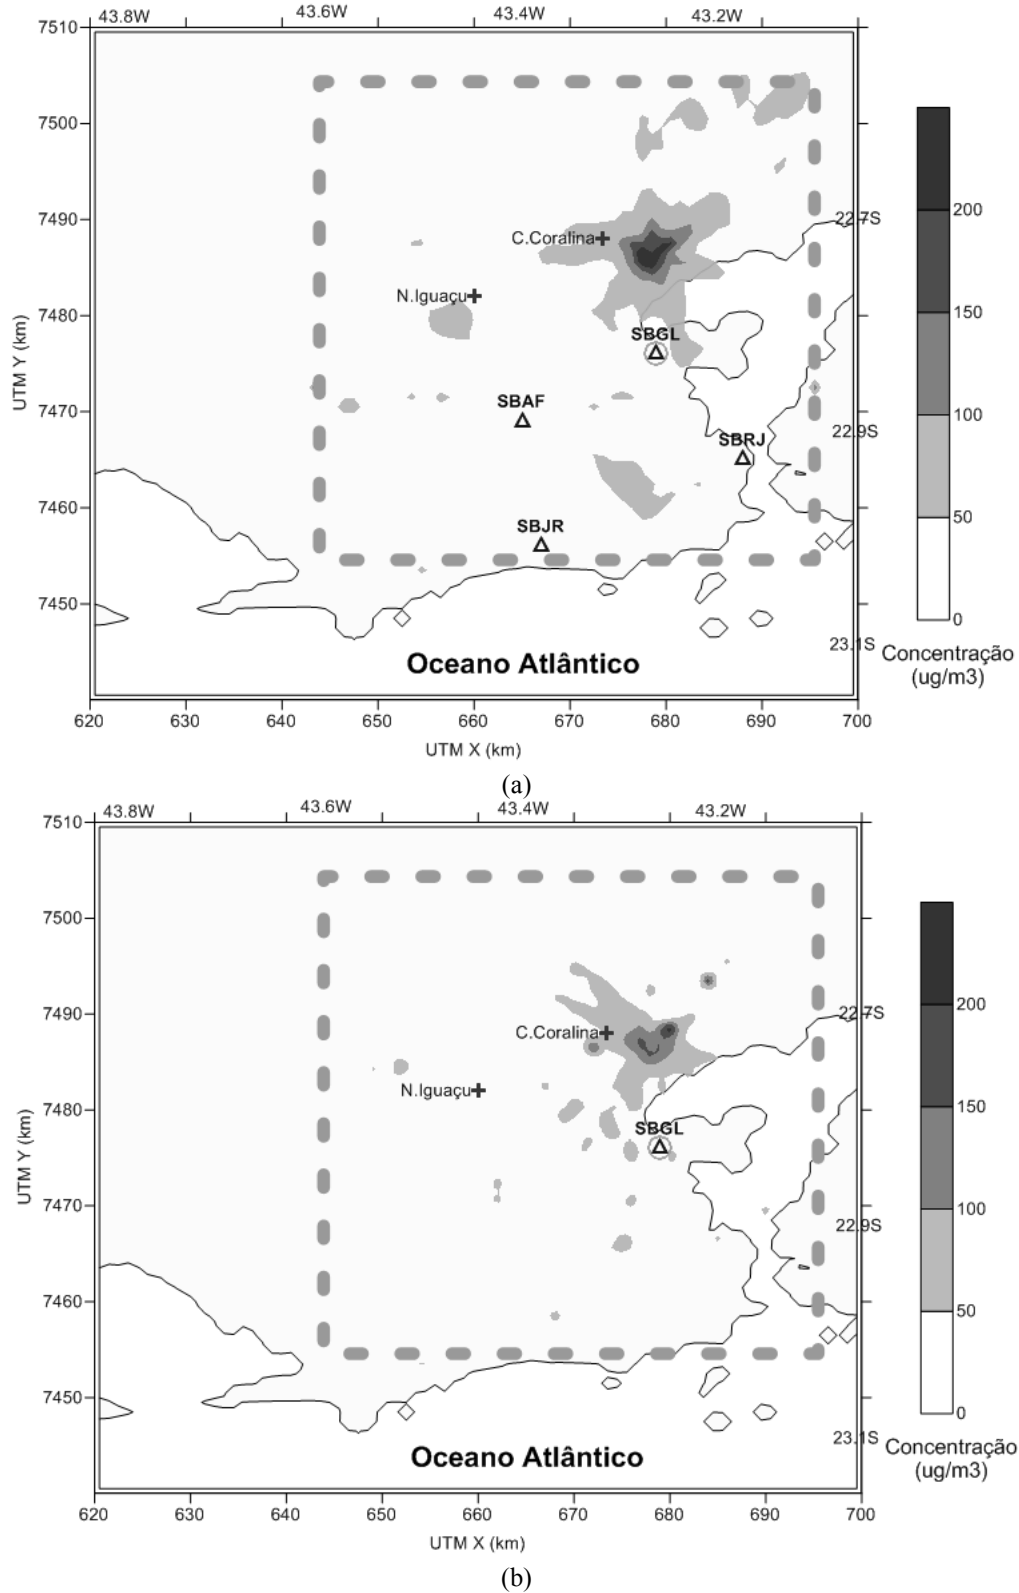 43.8W 43.6W 43.4W 43.2W
7510
7500
7490
7480
7470
7460
7450
UTM Y (km)
22.7S
22.9S
23.1S
C.Coralina
N.Iguaçu
SBGL
SBAF
SBRJ
SBJR
Oceano Atlântico
620 630 640 650 660 670 680 690 700
UTM X (km)
200
150
100
50
0
Concentração
(ug/m3)
(a)
43.8W 43.6W 43.4W 43.2W
7510
7500
7490
7480
7470
7460
7450
UTM Y (km)
22.7S
22.9S
23.1S
C.Coralina
N.Iguaçu
SBGL
Oceano Atlântico
620 630 640 650 660 670 680 690 700
UTM X (km)
200
150
100
50
0
Concentração
(ug/m3)
(b)